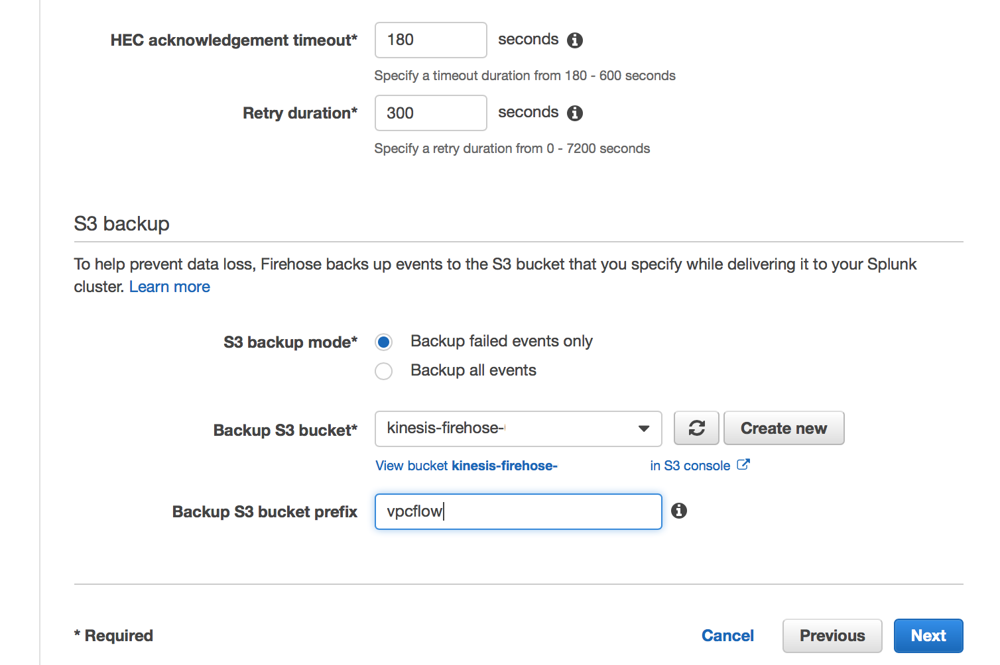 HEC acknowledgement timeout* 180 seconds
Specify a timeout duration from 180 - 600 seconds
Retry duration* 300 seconds
Specify a retry duration from 0 - 7200 seconds
S3 backup
To help prevent data loss, Firehose backs up events to the S3 bucket that you specify while delivering it to your Splunk
cluster. Learn more
S3 backup mode* Backup failed events only
Backup all events
Backup S3 bucket* kinesis-firehose- Create new
View bucket kinesis-firehose- in S3 console
Backup S3 bucket prefix vpcflow
* Required Cancel Previous Next